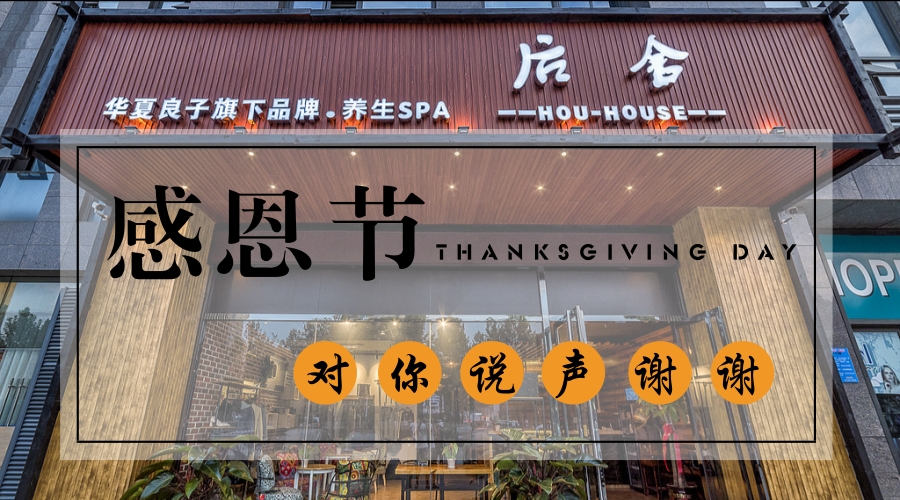 后舍
华夏良子旗下品牌.养生SPA
——HOU-HOUSE——
感恩节 THANKSGIVING DAY
对你说声谢谢
HOP